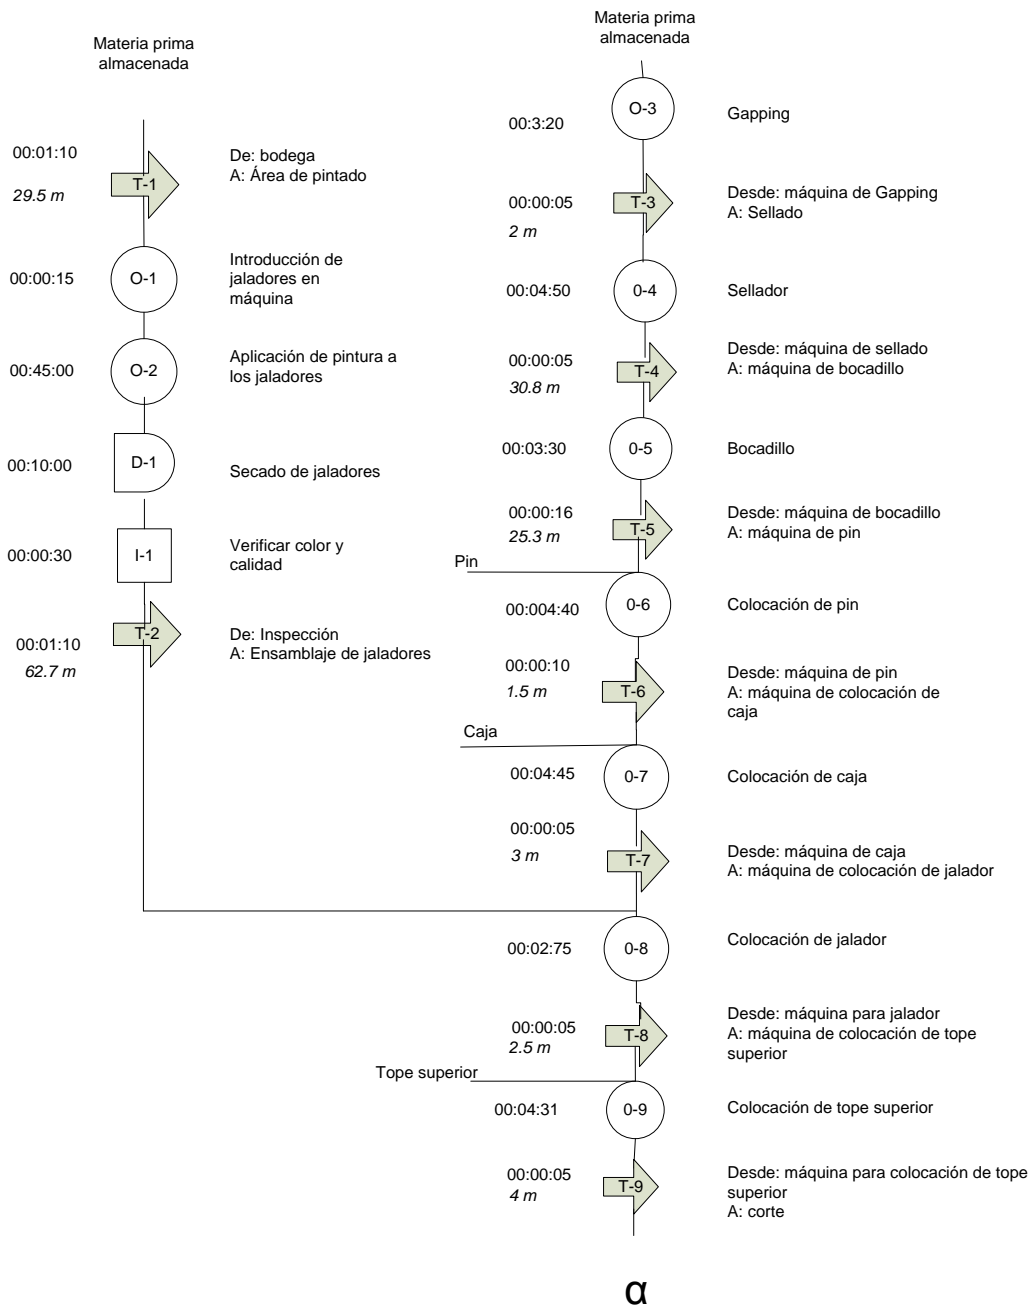 Materia prima
almacenada
00:01:10
29.5 m
T-1
De: bodega
A: Área de pintado
00:00:15
O-1
Introducción de
jaladores en
máquina
00:45:00
O-2
Aplicación de pintura a
los jaladores
00:10:00
D-1
Secado de jaladores
00:00:30
I-1
Verificar color y
calidad
00:01:10
62.7 m
T-2
De: Inspección
A: Ensamblaje de jaladores
Materia prima
almacenada
00:3:20
O-3
Gapping
00:00:05
2 m
T-3
Desde: máquina de Gapping
A: Sellado
00:04:50
0-4
Sellador
00:00:05
30.8 m
T-4
Desde: máquina de sellado
A: máquina de bocadillo
00:03:30
0-5
Bocadillo
00:00:16
25.3 m
T-5
Desde: máquina de bocadillo
A: máquina de pin
Pin
00:004:40
0-6
Colocación de pin
00:00:10
1.5 m
T-6
Desde: máquina de pin
A: máquina de colocación de
caja
Caja
00:04:45
0-7
Colocación de caja
00:00:05
3 m
T-7
Desde: máquina de caja
A: máquina de colocación de jalador
00:02:75
0-8
Colocación de jalador
00:00:05
2.5 m
T-8
Desde: máquina para jalador
A: máquina de colocación de tope
superior
Tope superior
00:04:31
0-9
Colocación de tope superior
00:00:05
4 m
T-9
Desde: máquina para colocación de tope
superior
A: corte
α